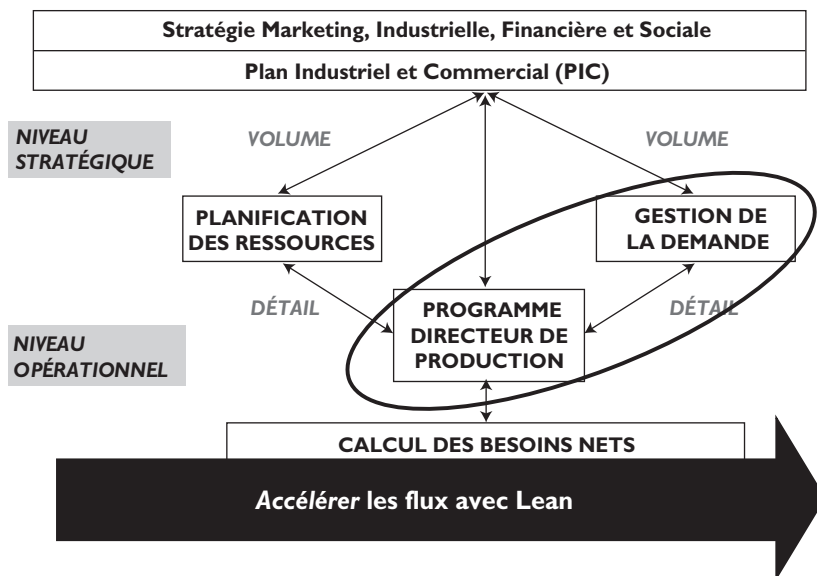 Stratégie Marketing, Industrielle, Financière et Sociale
Plan Industriel et Commercial (PIC)
NIVEAU
STRATÉGIQUE
VOLUME
VOLUME
PLANIFICATION
DES RESSOURCES
GESTION DE
LA DEMANDE
DÉTAIL
PROGRAMME
DIRECTEUR DE
PRODUCTION
DÉTAIL
NIVEAU
OPÉRATIONNEL
CALCUL DES BESOINS NETS
Accélérer les flux avec Lean